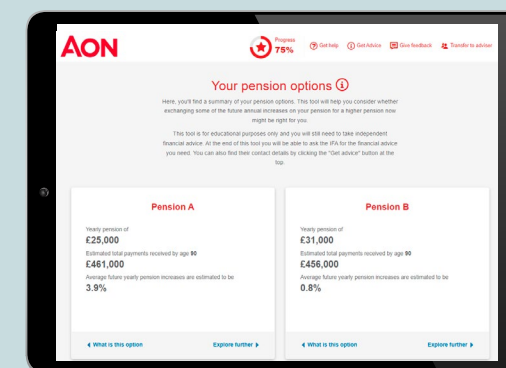 AON
Progress
75%
Get help
Get Advice
Give feedback
Transfer to adviser
Your pension options
Here, you'll find a summary of your pension options. This tool will help you consider whether
exchanging some of the future annual increases on your pension for a higher pension now
might be right for you.
This tool is for educational purposes only and you will still need to take independent
financial advice. At the end of this tool you will be able to ask the IFA for the financial advice
you need. You can also find their contact details by clicking the "Get advice" button at the
top.
Pension A
Yearly pension of
£25,000
Estimated total payments received by age 90
£461,000
Average future yearly pension increases are estimated to be
3.9%
What is this option
Explore further
Pension B
Yearly pension of
£31,000
Estimated total payments received by age 90
£456,000
Average future yearly pension increases are estimated to be
0.8%
What is this option
Explore further